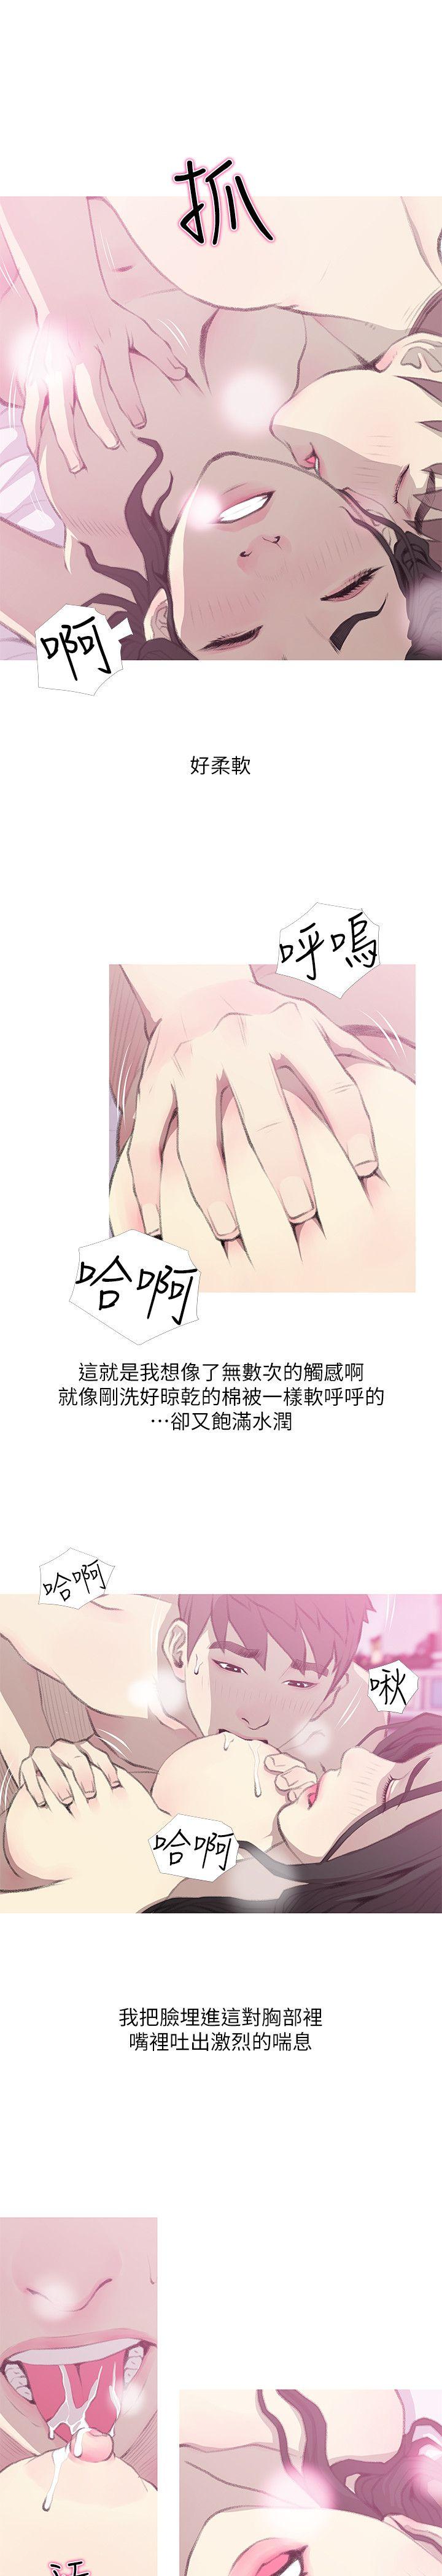 抓
啊
好柔軟
呼嗚
哈啊
這就是我想像了無數次的觸感啊
就像剛洗好晾乾的棉被一樣軟呼呼的
…卻又飽滿水潤
哈啊
啾
哈啊
我把臉埋進這對胸部裡
嘴裡吐出激烈的喘息